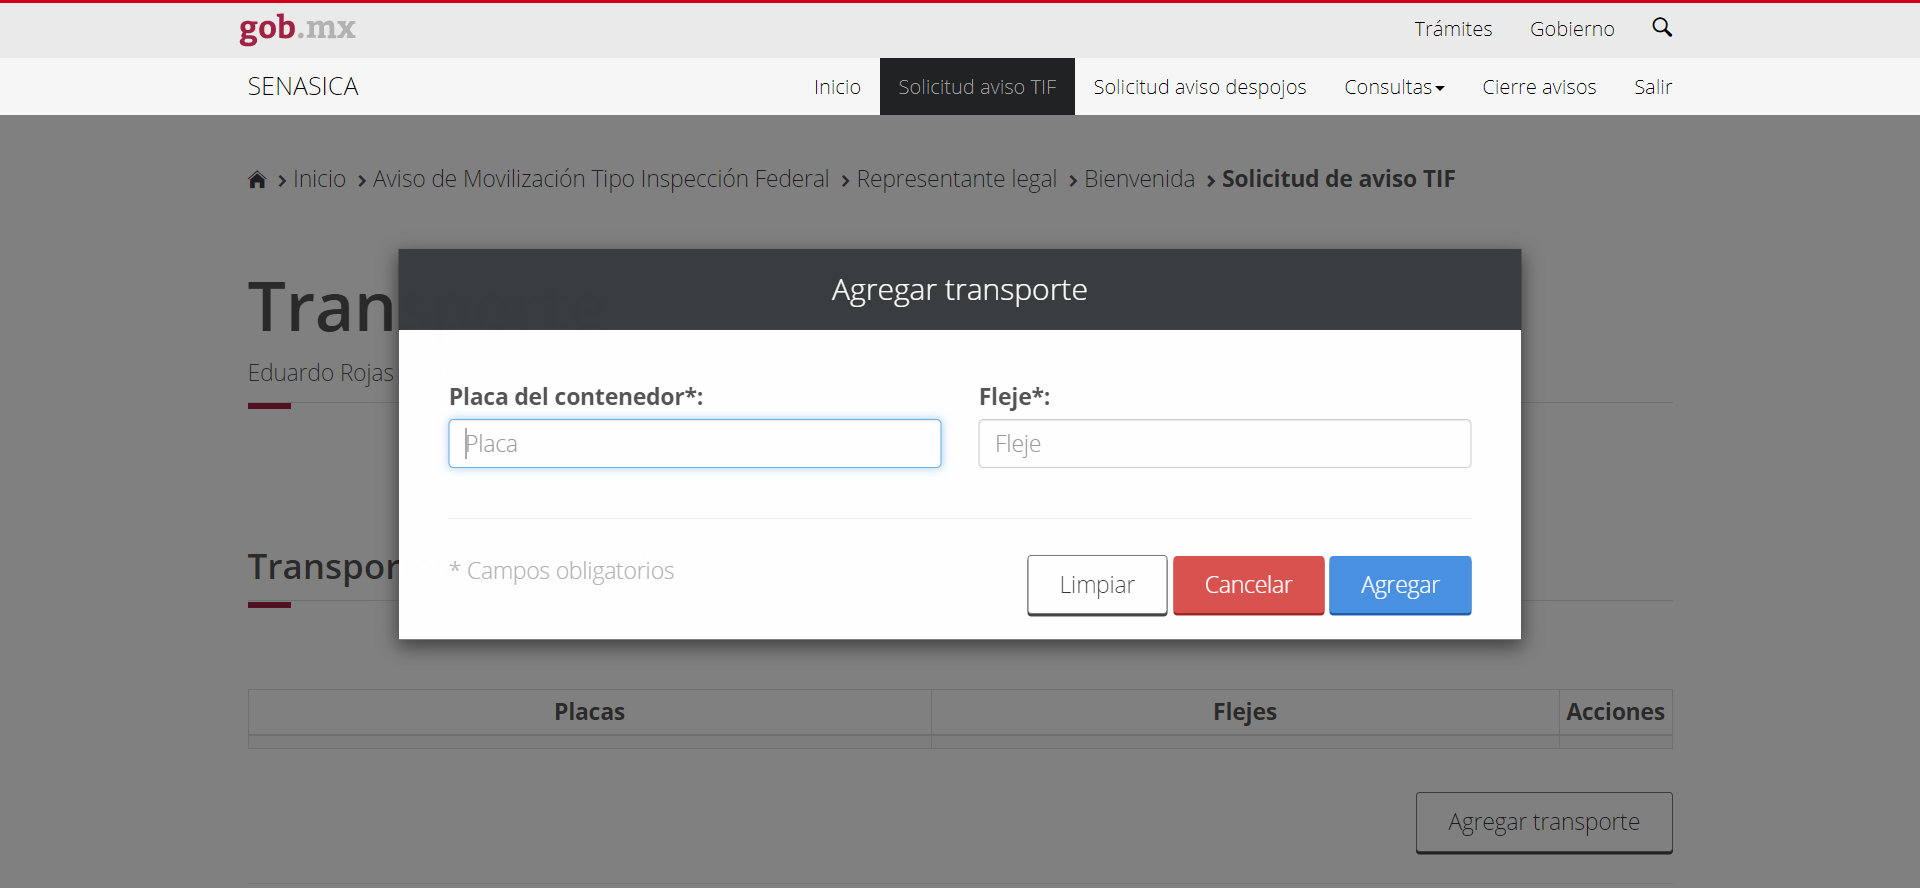 gob.mx
Trámites Gobierno
SENASICA
Inicio Solicitud aviso TIF Solicitud aviso despojos Consultas Cierre avisos Salir
Inicio Aviso de Movilización Tipo Inspección Federal Representante legal Bienvenida Solicitud de aviso TIF
Agregar transporte
Transporte
Eduardo Rojas
Placa del contenedor*: Fleje*:
Placa Fleje
Transpor
* Campos obligatorios
Limpiar Cancelar Agregar
Placas Flejes Acciones
Agregar transporte